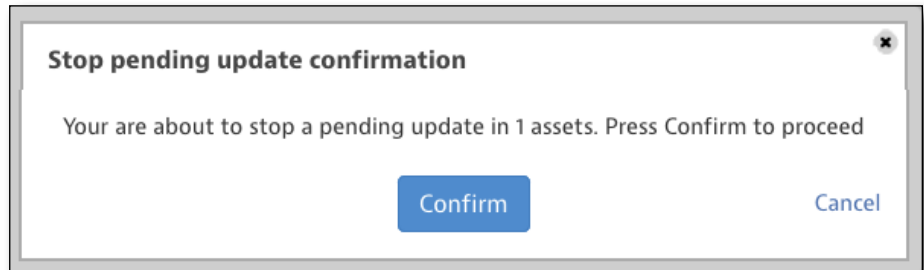 Stop pending update confirmation
Your are about to stop a pending update in 1 assets. Press Confirm to proceed
Confirm
Cancel